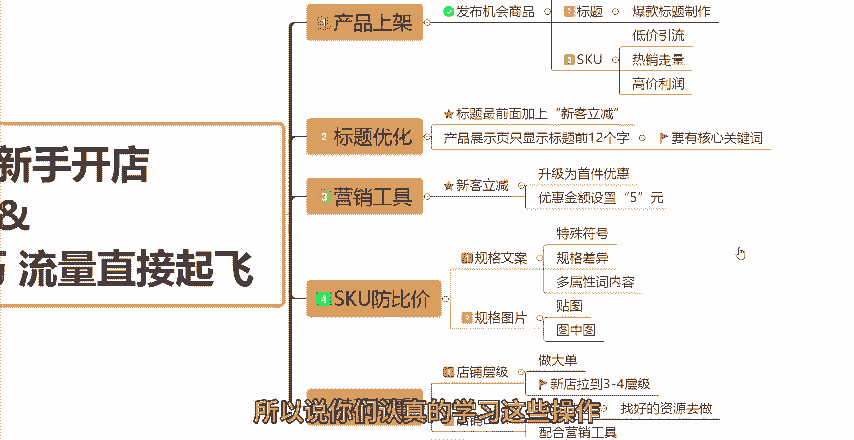 新手开店
&
流量直接起飞
产品上架
发布机会商品
标题
爆款标题制作
3 SKU
低价引流
热销走量
高价利润
2 标题优化
标题最前面加上“新客立减”
产品展示页只显示标题前12个字
要有核心关键词
3 营销工具
新客立减
升级为首件优惠
优惠金额设置“5”元
4 SKU防比价
规格文案
特殊符号
规格差异
多属性词内容
规格图片
贴图
图中图
店铺层级
做大单
新店拉到3-4层级
找好的资源去做
配合营销工具
所以说你们认真的学习这些操作